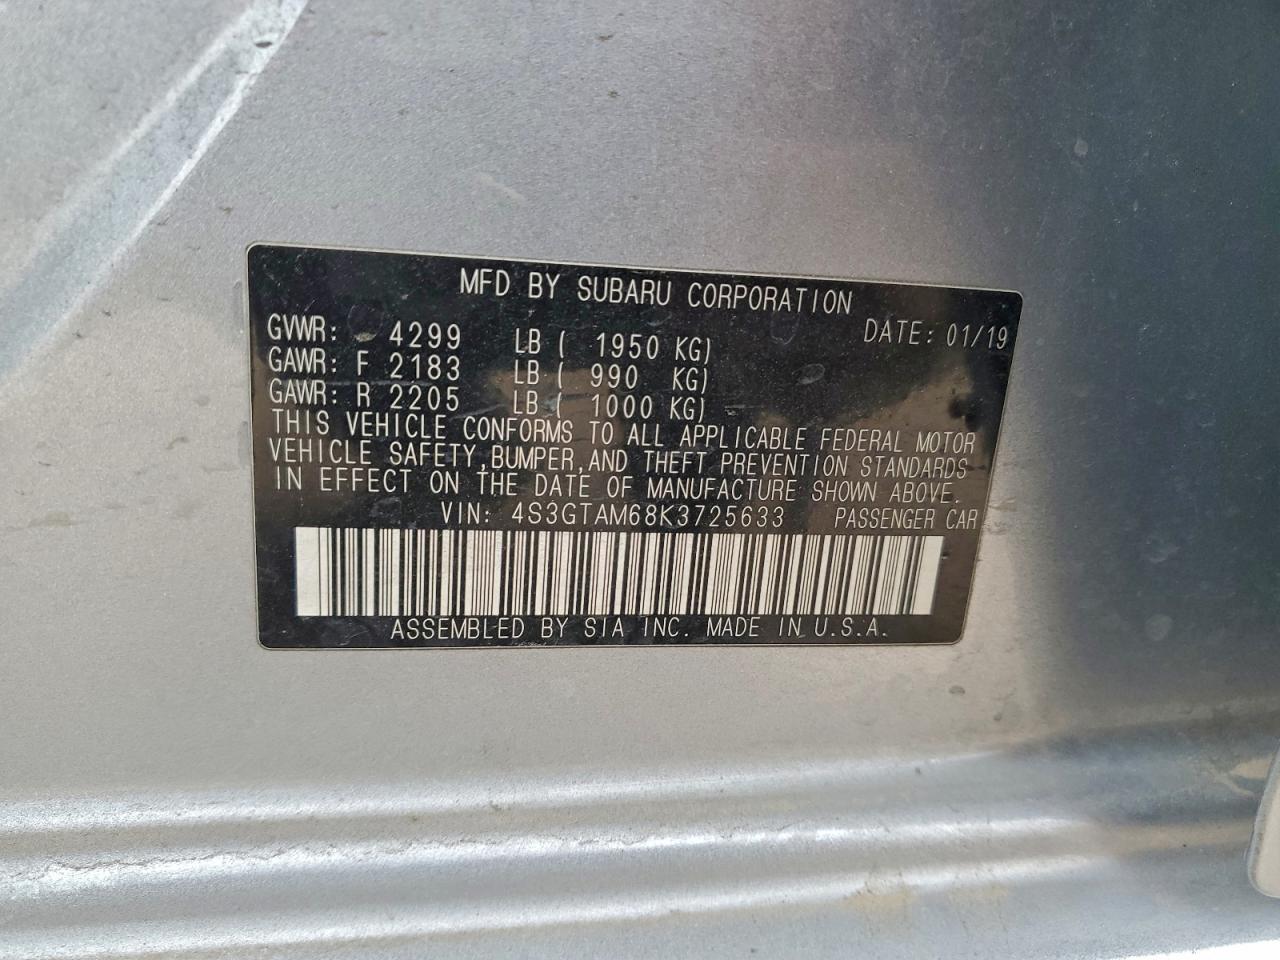 MFD BY SUBARU CORPORATION
GVWR: 4299 LB ( 1950 KG) DATE: 01/19
GAWR: F 2183 LB ( 990 KG)
GAWR: R 2205 LB ( 1000 KG)
THIS VEHICLE CONFORMS TO ALL APPLICABLE FEDERAL MOTOR
VEHICLE SAFETY,BUMPER,AND THEFT PREVENTION STANDARDS
IN EFFECT ON THE DATE OF MANUFACTURE SHOWN ABOVE.
VIN: 4S3GTAM68K3725633 PASSENGER CAR
ASSEMBLED BY SIA INC. MADE IN U.S.A.